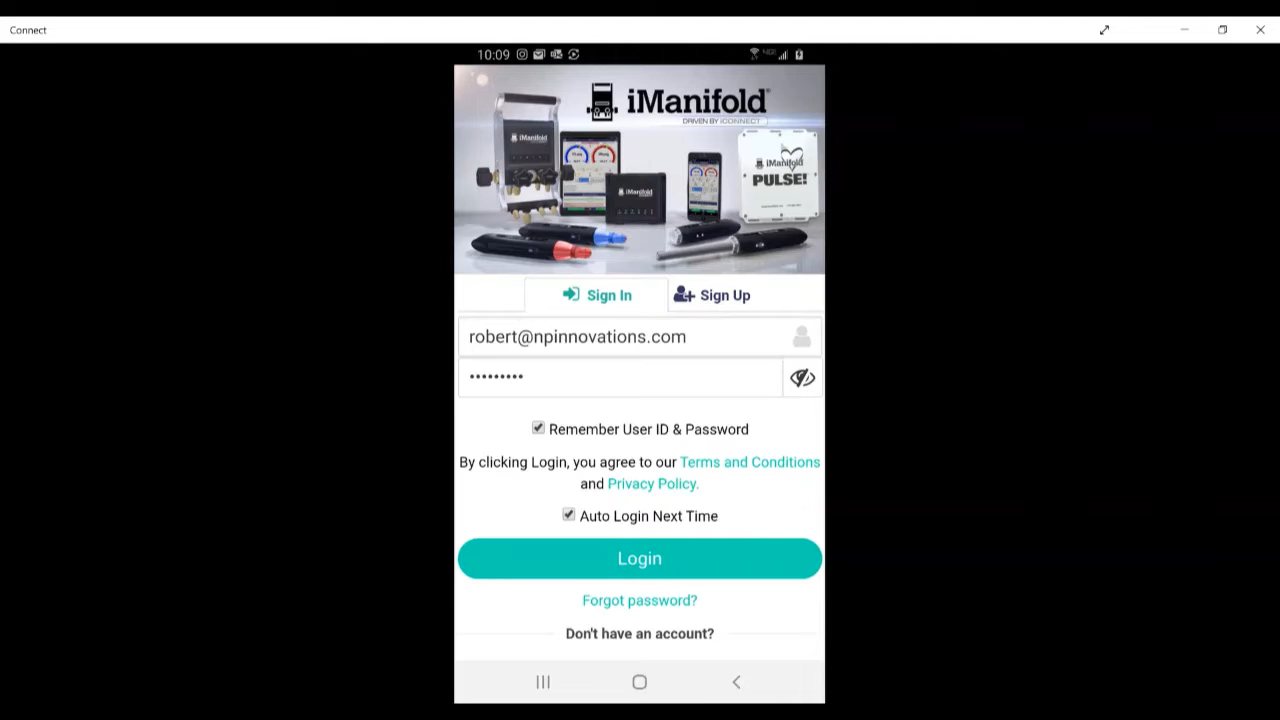 Connect
10:09
iManifold
DRIVEN BY ICONNECT
iManifold
iManifold
iManifold
PULSE!
Sign In
Sign Up
robert@npinnovations.com
•••••••••
Remember User ID & Password
By clicking Login, you agree to our Terms and Conditions
and Privacy Policy.
Auto Login Next Time
Login
Forgot password?
Don't have an account?